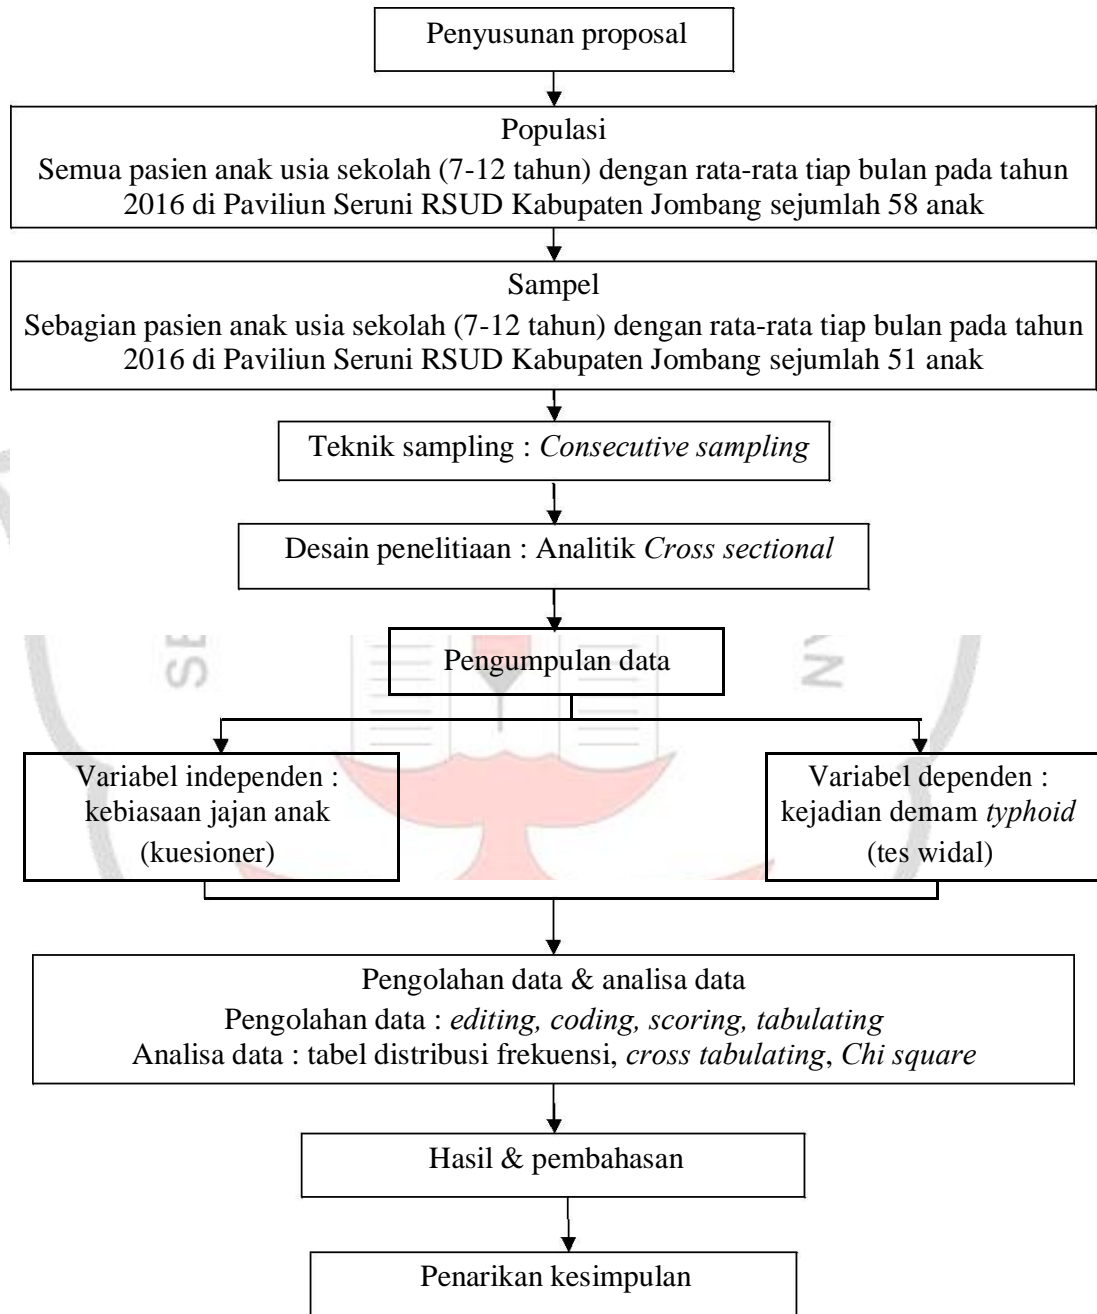 Penyusunan proposal
Populasi
Semua pasien anak usia sekolah (7-12 tahun) dengan rata-rata tiap bulan pada tahun
2016 di Paviliun Seruni RSUD Kabupaten Jombang sejumlah 58 anak
Sampel
Sebagian pasien anak usia sekolah (7-12 tahun) dengan rata-rata tiap bulan pada tahun
2016 di Paviliun Seruni RSUD Kabupaten Jombang sejumlah 51 anak
Teknik sampling : Consecutive sampling
Desain penelitiaan : Analitik Cross sectional
Pengumpulan data
Variabel independen :
kebiasaan jajan anak
(kuesioner)
Variabel dependen :
kejadian demam typhoid
(tes widal)
Pengolahan data & analisa data
Pengolahan data : editing, coding, scoring, tabulating
Analisa data : tabel distribusi frekuensi, cross tabulating, Chi square
Hasil & pembahasan
Penarikan kesimpulan